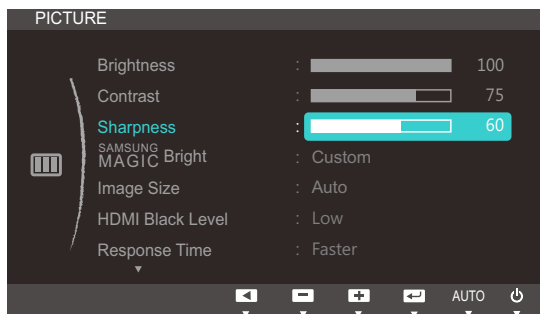 PICTURE
Brightness : 100
Contrast : 75
Sharpness : 60
SAMSUNG MAGIC Bright : Custom
Image Size : Auto
HDMI Black Level : Low
Response Time : Faster
AUTO